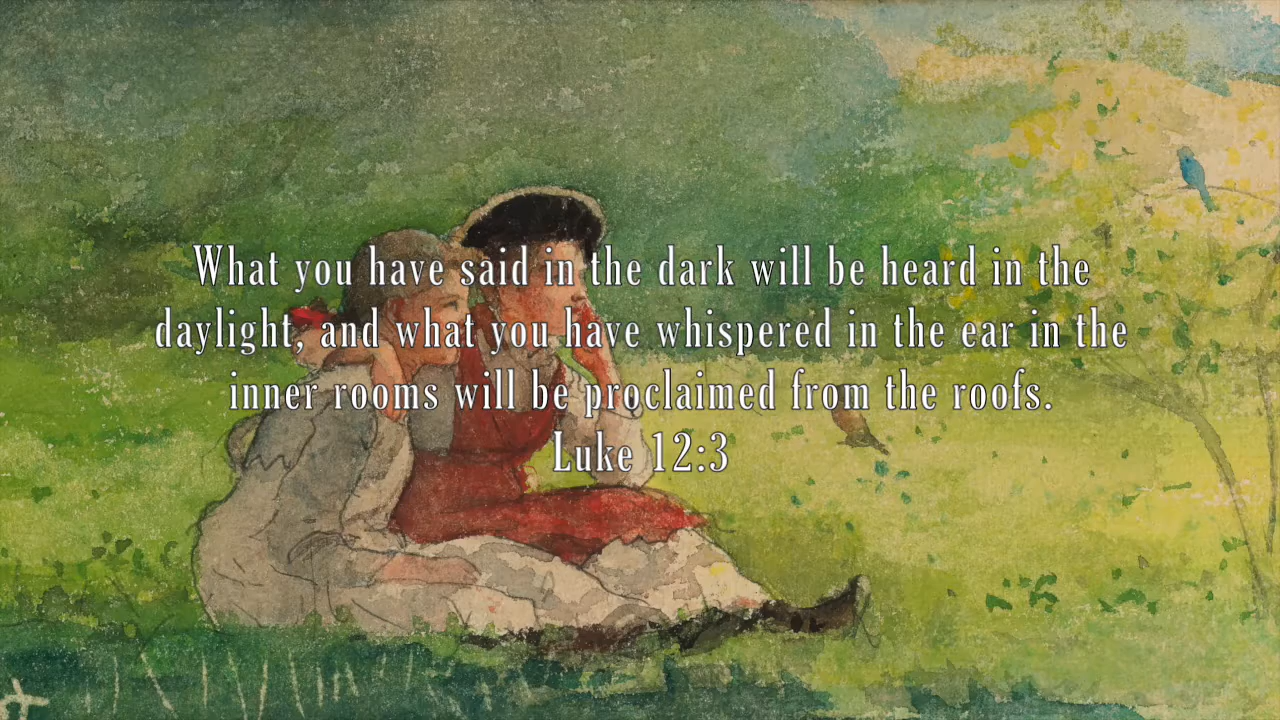 What you have said in the dark will be heard in the
daylight, and what you have whispered in the ear in the
inner rooms will be proclaimed from the roofs.
Luke 12:3